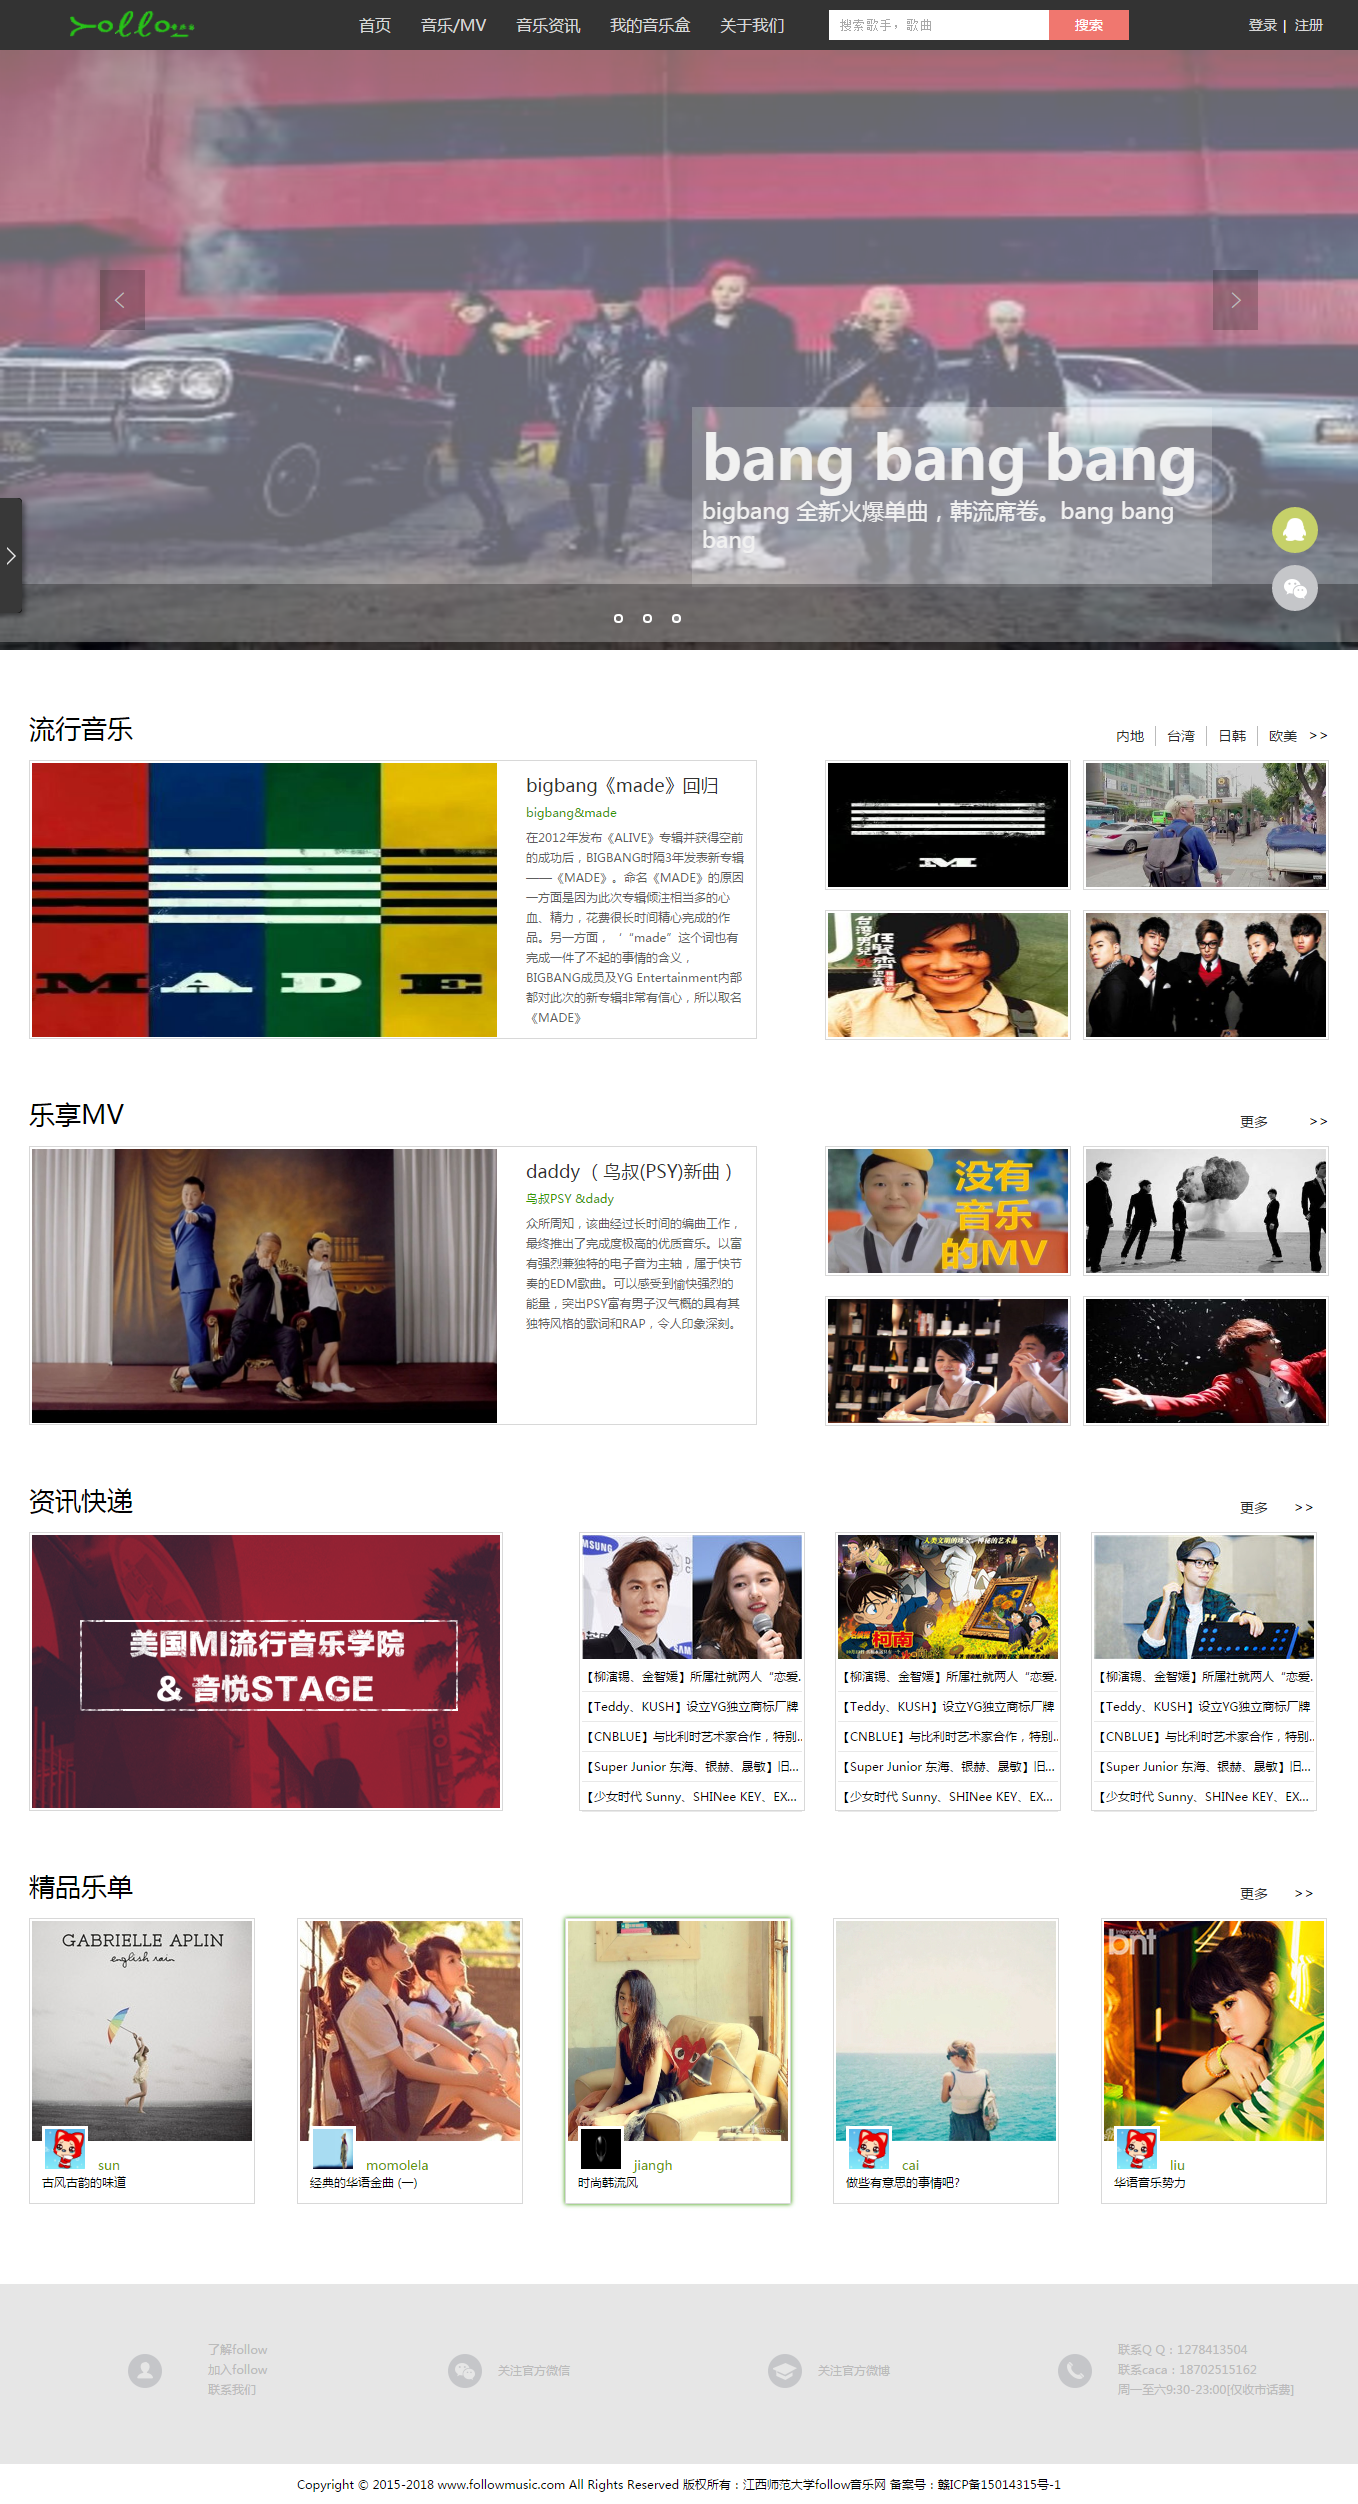 follow
首页
音乐/MV
音乐资讯
我的音乐盒
关于我们
搜索歌手，歌曲
搜索
登录 | 注册
bang bang bang
bigbang 全新火爆单曲，韩流席卷。bang bang
bang
流行音乐
内地
台湾
日韩
欧美 >>
MADE
bigbang《made》回归
bigbang&made
在2012年发布《ALIVE》专辑并获得空前
的成功后，BIGBANG时隔3年发表新专辑
——《MADE》。命名《MADE》的原因
一方面是因为此次专辑倾注相当多的心
血、精力，花费很长时间精心完成的作
品。另一方面，‘“made”这个词也有
完成一件了不起的事情的含义，
BIGBANG成员及YG Entertainment内部
都对此次的新专辑非常有信心，所以取名
《MADE》
M
台湾男儿
任贤齐
乐享MV
更多 >>
daddy（鸟叔(PSY)新曲）
鸟叔PSY &dady
众所周知，该曲经过长时间的编曲工作，
最终推出了完成度极高的优质音乐。以富
有强烈兼独特的电子音为主轴，属于快节
奏的EDM歌曲。可以感受到愉快强烈的
能量，突出PSY富有男子汉气概的具有其
独特风格的歌词和RAP，令人印象深刻。
没有
音乐
的MV
资讯快递
更多 >>
美国MI流行音乐学院
& 音悦STAGE
SAMSUNG
柯南
【柳演锡、金智媛】所属社就两人“恋爱.
【Teddy、KUSH】设立YG独立商标厂牌
【CNBLUE】与比利时艺术家合作，特别..
【Super Junior 东海、银赫、晟敏】旧...
【少女时代 Sunny、SHINee KEY、EX...
【柳演锡、金智媛】所属社就两人“恋爱.
【Teddy、KUSH】设立YG独立商标厂牌
【CNBLUE】与比利时艺术家合作，特别..
【Super Junior 东海、银赫、晟敏】旧...
【少女时代 Sunny、SHINee KEY、EX...
【柳演锡、金智媛】所属社就两人“恋爱.
【Teddy、KUSH】设立YG独立商标厂牌
【CNBLUE】与比利时艺术家合作，特别..
【Super Junior 东海、银赫、晟敏】旧...
【少女时代 Sunny、SHINee KEY、EX...
精品乐单
更多 >>
GABRIELLE APLIN
english rain
international
bnt
sun
古风古韵的味道
momolela
经典的华语金曲 (一)
jiangh
时尚韩流风
cai
做些有意思的事情吧?
liu
华语音乐势力
了解follow
加入follow
联系我们
关注官方微信
关注官方微博
联系Q Q：1278413504
联系caca：18702515162
周一至六9:30-23:00[仅收市话费]
Copyright © 2015-2018 www.followmusic.com All Rights Reserved 版权所有：江西师范大学follow音乐网 备案号：赣ICP备15014315号-1